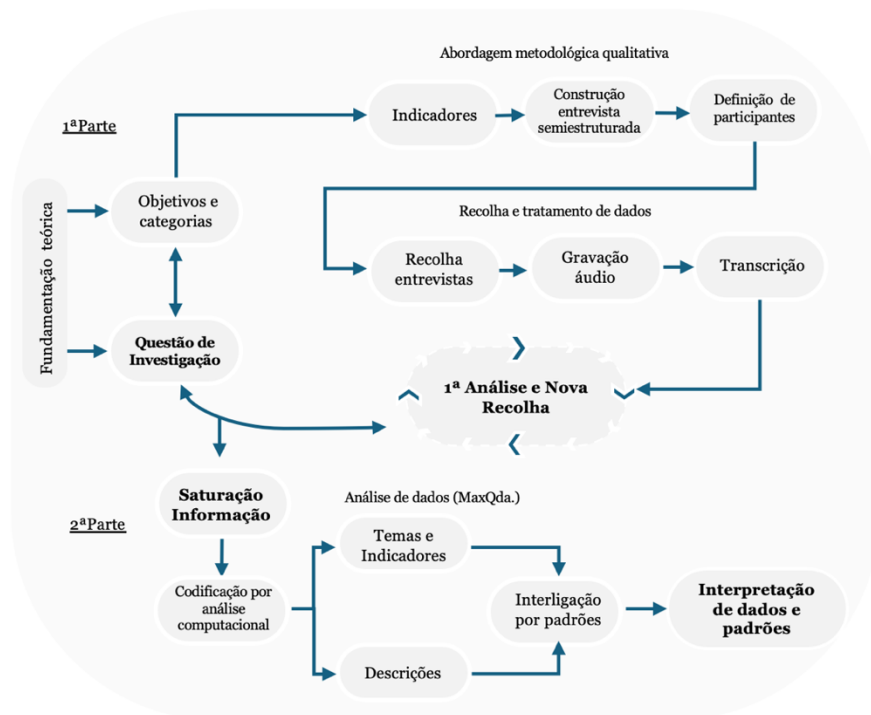 Abordagem metodológica qualitativa
1ªParte
Indicadores
Construção
entrevista
semiestruturada
Definição de
participantes
Fundamentação teórica
Objetivos e
categorias
Recolha e tratamento de dados
Recolha
entrevistas
Gravação
áudio
Transcrição
Questão de
Investigação
1ª Análise e Nova
Recolha
2ªParte
Saturação
Informação
Análise de dados (MaxQda.)
Codificação por
análise
computacional
Temas e
Indicadores
Descrições
Interligação
por padrões
Interpretação
de dados e
padrões